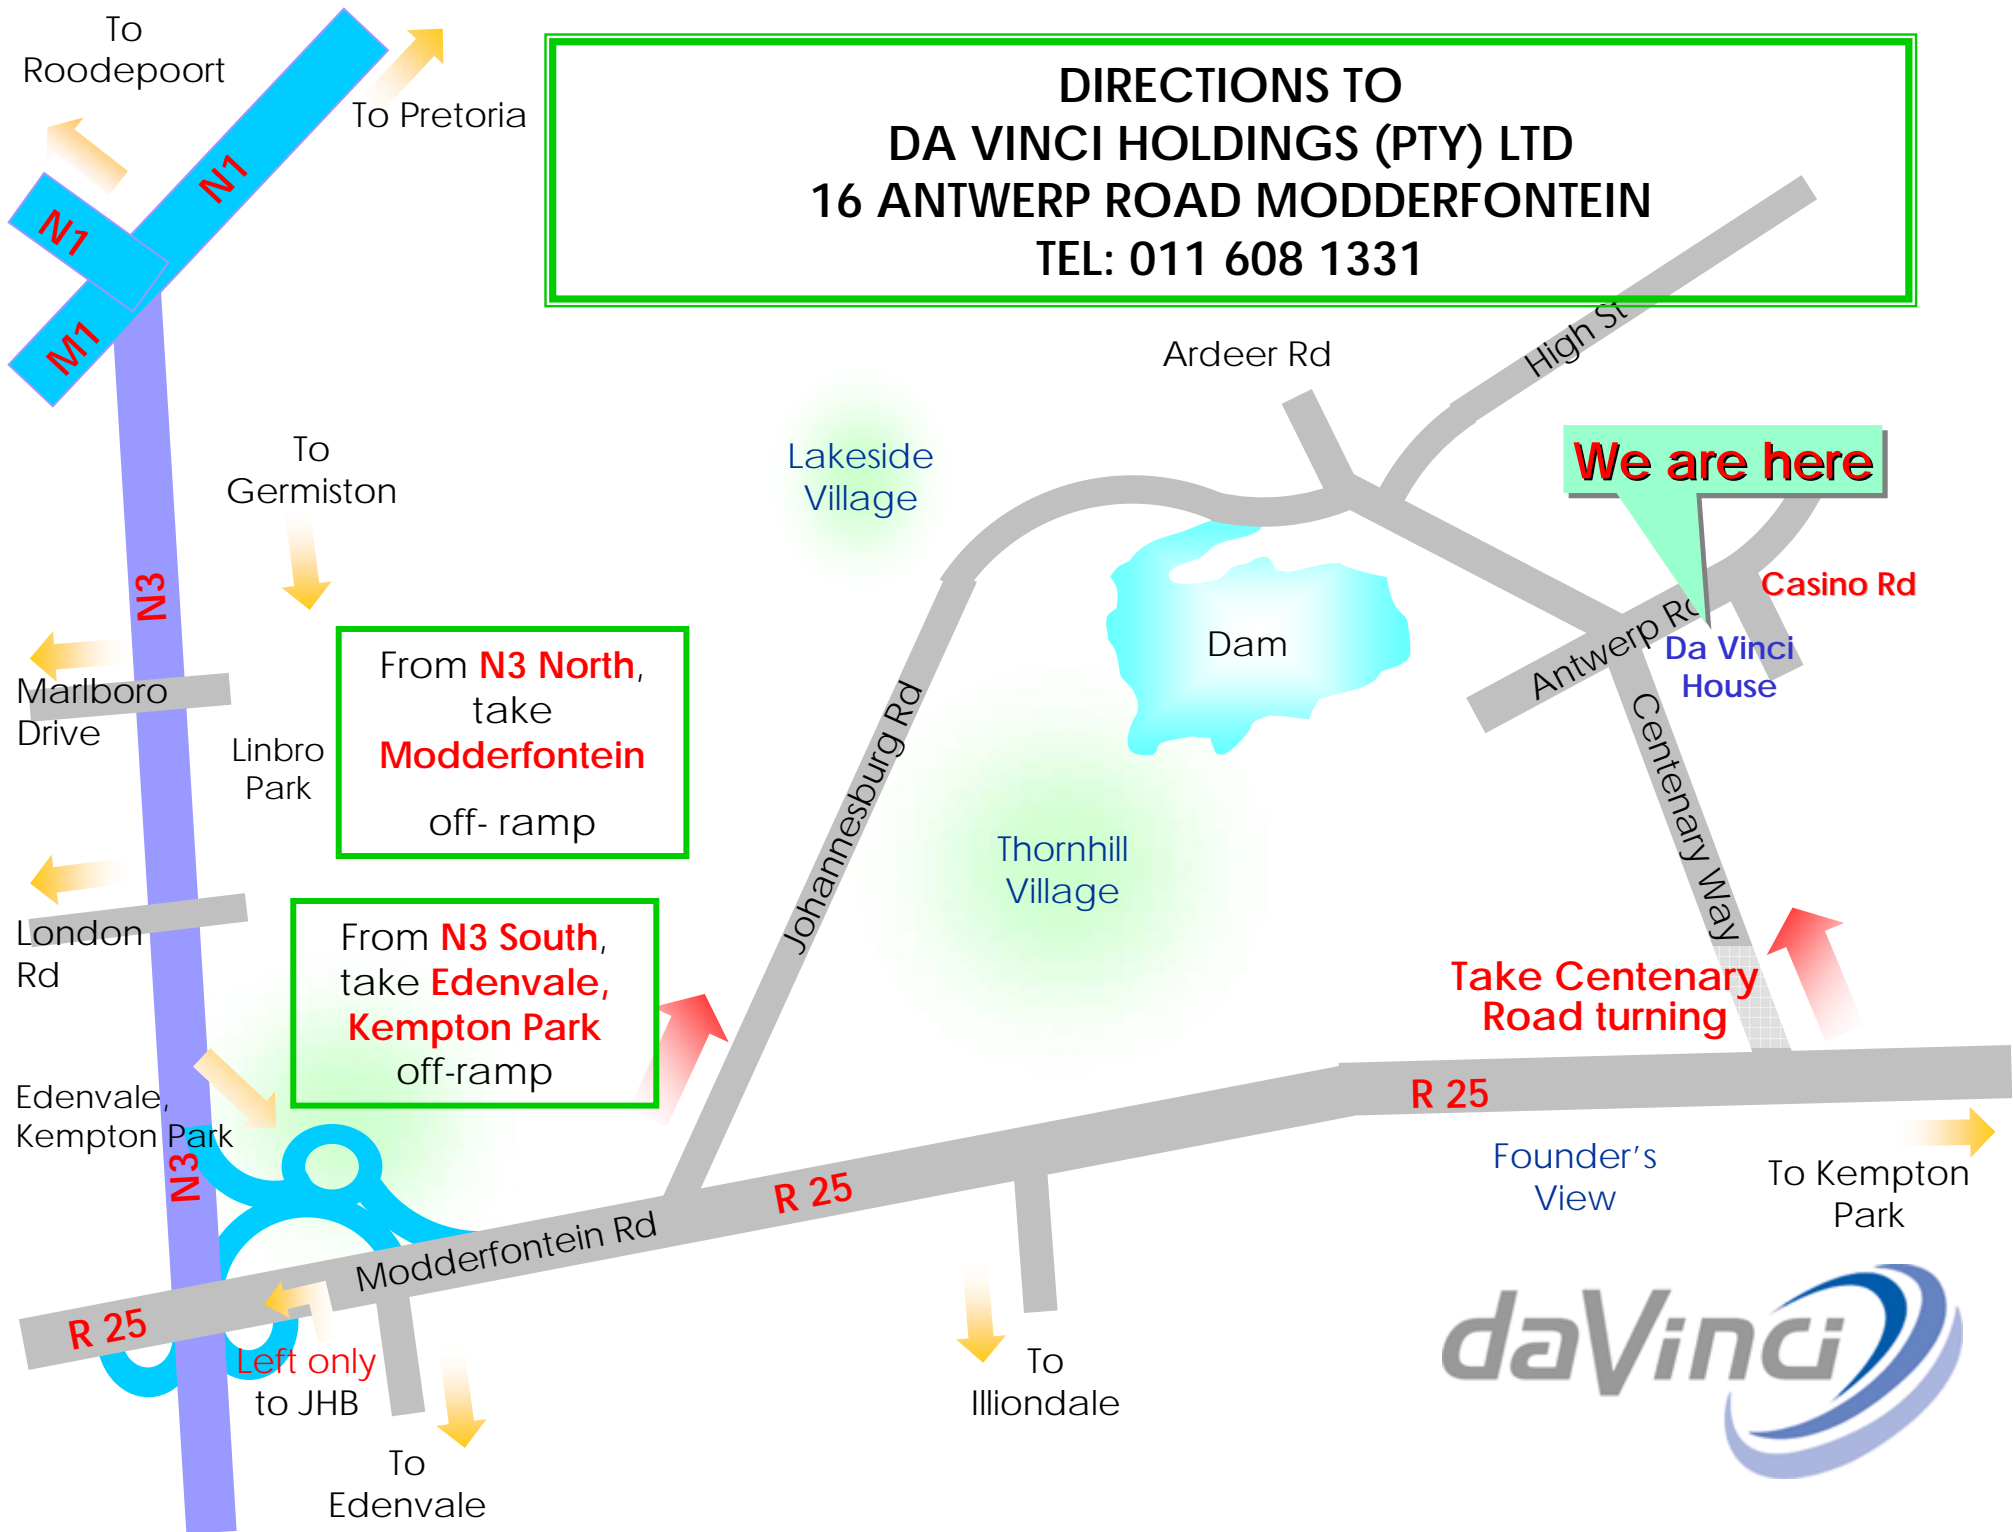 To
Roodepoort
To Pretoria
N1
N1
M1
DIRECTIONS TO
DA VINCI HOLDINGS (PTY) LTD
16 ANTWERP ROAD MODDERFONTEIN
TEL: 011 608 1331
High St
Ardeer Rd
We are here
Lakeside
Village
To
Germiston
N3
Casino Rd
Antwerp Rd
Da Vinci
House
Dam
From N3 North,
take
Modderfontein
off- ramp
Marlboro
Drive
Linbro
Park
Johannesburg Rd
Centenary Way
Thornhill
Village
London
Rd
From N3 South,
take Edenvale,
Kempton Park
off-ramp
Take Centenary
Road turning
Edenvale,
Kempton Park
N3
R 25
R 25
Founder's
View
To Kempton
Park
Modderfontein Rd
R 25
Left only
to JHB
To
Illiondale
To
Edenvale
daVinci